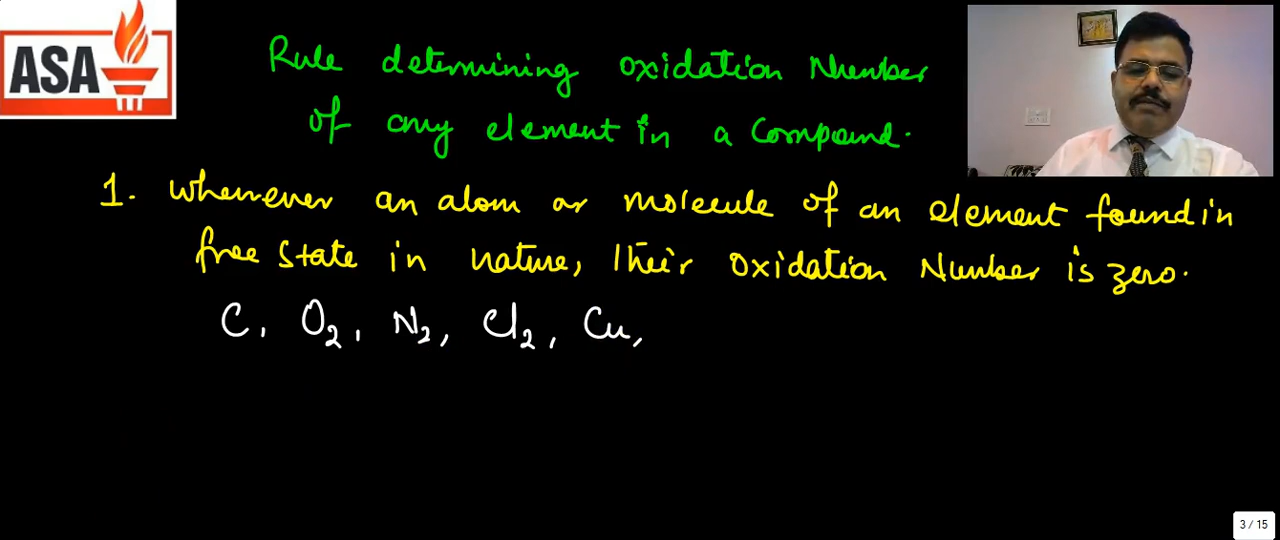 ASA
Rule determining oxidation Number
of any element in a Compound.
1. Whenever an atom or molecule of an element found in
free State in nature, Their Oxidation Number is zero.
C, O₂, N₂, Cl₂, Cu,
3 / 15